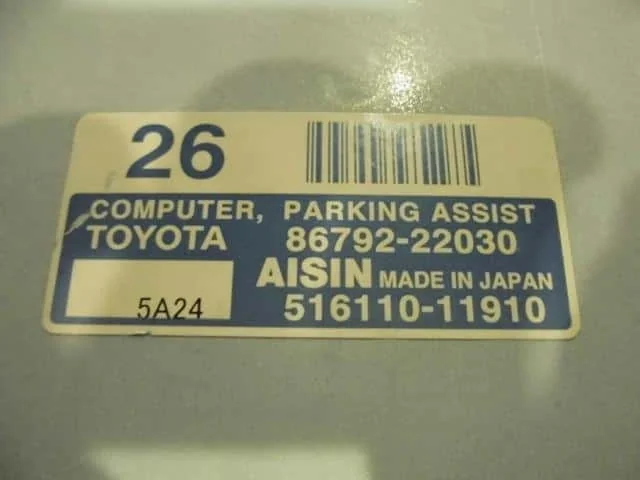 26
COMPUTER, PARKING ASSIST
TOYOTA 86792-22030
AISIN MADE IN JAPAN
5A24 516110-11910